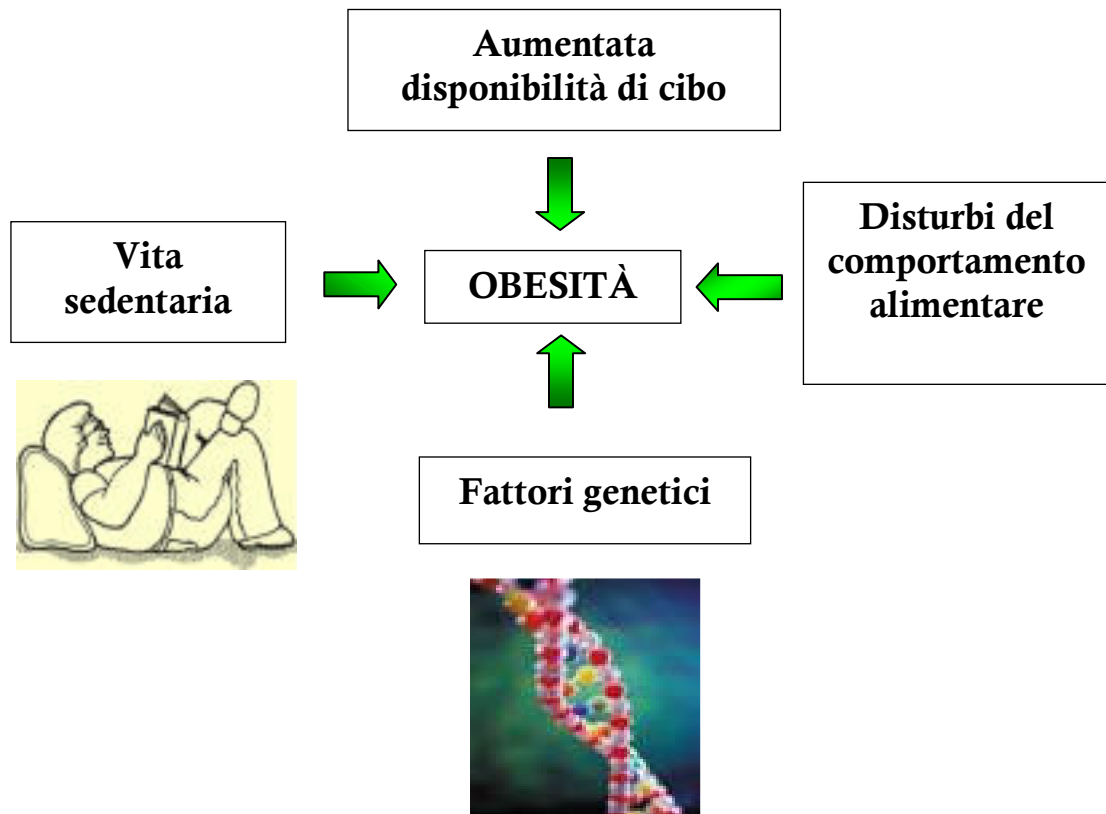 Aumentata
disponibilità di cibo
Vita
sedentaria
OBESITÀ
Disturbi del
comportamento
alimentare
Fattori genetici